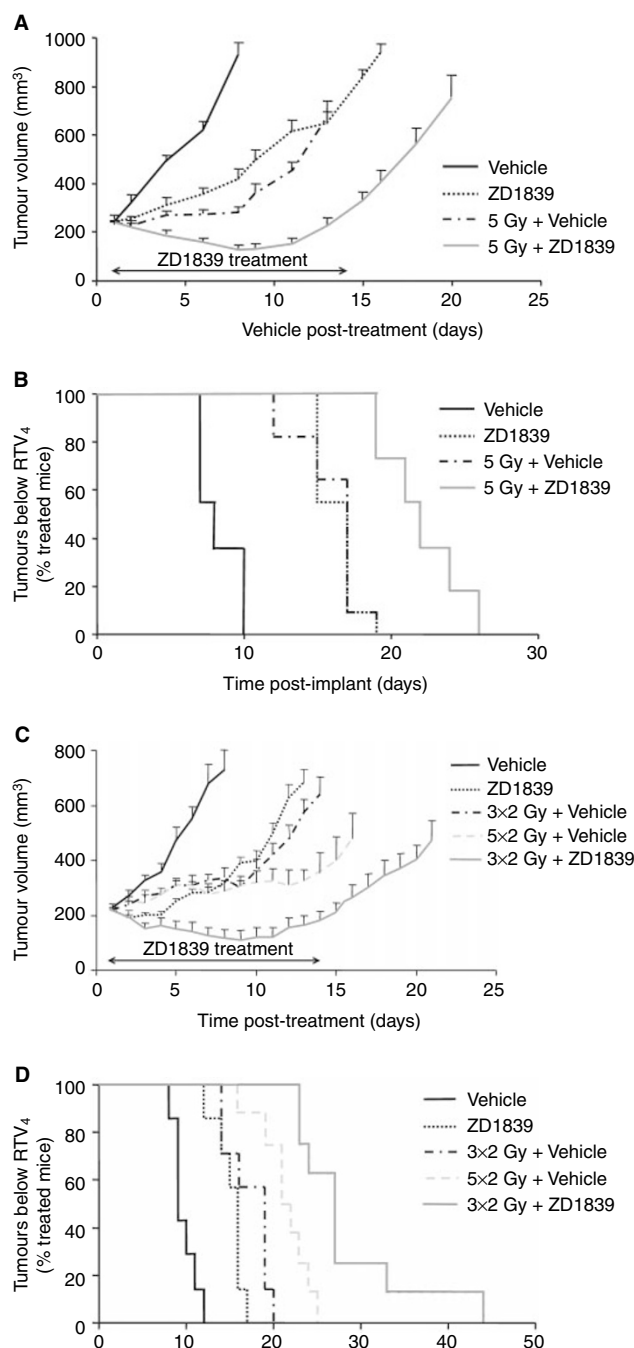 A
1000
800
600
400
200
0
Tumour volume (mm³)
Vehicle
ZD1839
5 Gy + Vehicle
5 Gy + ZD1839
ZD1839 treatment
0 5 10 15 20 25
Vehicle post-treatment (days)
B
100
80
60
40
20
0
Tumours below RTV₄
(% treated mice)
Vehicle
ZD1839
5 Gy + Vehicle
5 Gy + ZD1839
0 10 20 30
Time post-implant (days)
C
800
600
400
200
0
Tumour volume (mm³)
Vehicle
ZD1839
3×2 Gy + Vehicle
5×2 Gy + Vehicle
3×2 Gy + ZD1839
ZD1839 treatment
0 5 10 15 20 25
Time post-treatment (days)
D
100
80
60
40
20
0
Tumours below RTV₄
(% treated mice)
Vehicle
ZD1839
3×2 Gy + Vehicle
5×2 Gy + Vehicle
3×2 Gy + ZD1839
0 10 20 30 40 50